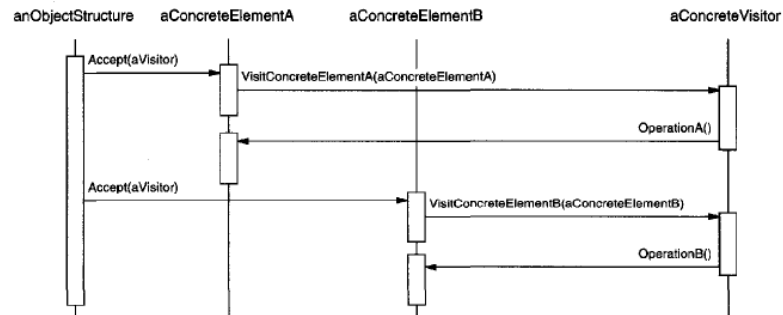 anObjectStructure aConcreteElementA aConcreteElementB aConcreteVisitor
Accept(aVisitor)
VisitConcreteElementA(aConcreteElementA)
OperationA()
Accept(aVisitor)
VisitConcreteElementB(aConcreteElementB)
OperationB()